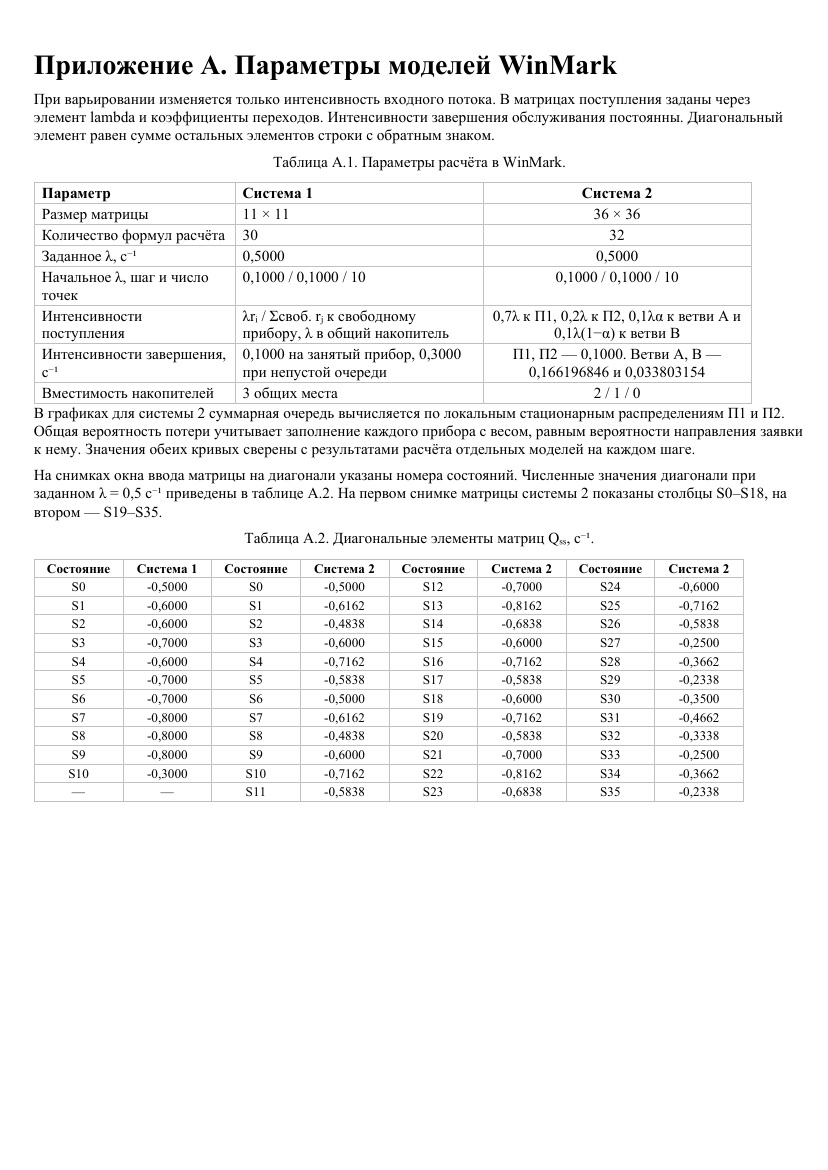 Приложение А. Параметры моделей WinMark
При варьировании изменяется только интенсивность входного потока. В матрицах поступления заданы через
элемент lambda и коэффициенты переходов. Интенсивности завершения обслуживания постоянны. Диагональный
элемент равен сумме остальных элементов строки с обратным знаком.
Таблица А.1. Параметры расчёта в WinMark.
Параметр Система 1 Система 2
Размер матрицы 11 × 11 36 × 36
Количество формул расчёта 30 32
Заданное λ, с⁻¹ 0,5000 0,5000
Начальное λ, шаг и число 0,1000 / 0,1000 / 10 0,1000 / 0,1000 / 10
точек
Интенсивности λrᵢ / Σсвоб. rⱼ к свободному 0,7λ к П1, 0,2λ к П2, 0,1λα к ветви А и
поступления прибору, λ в общий накопитель 0,1λ(1−α) к ветви В
Интенсивности завершения, 0,1000 на занятый прибор, 0,3000 П1, П2 — 0,1000. Ветви А, В —
с⁻¹ при непустой очереди 0,166196846 и 0,033803154
Вместимость накопителей 3 общих места 2 / 1 / 0
В графиках для системы 2 суммарная очередь вычисляется по локальным стационарным распределениям П1 и П2.
Общая вероятность потери учитывает заполнение каждого прибора с весом, равным вероятности направления заявки
к нему. Значения обеих кривых сверены с результатами расчёта отдельных моделей на каждом шаге.
На снимках окна ввода матрицы на диагонали указаны номера состояний. Численные значения диагонали при
заданном λ = 0,5 с⁻¹ приведены в таблице А.2. На первом снимке матрицы системы 2 показаны столбцы S0–S18, на
втором — S19–S35.
Таблица А.2. Диагональные элементы матриц Qₛₛ, с⁻¹.
Состояние Система 1 Состояние Система 2 Состояние Система 2 Состояние Система 2
S0 -0,5000 S0 -0,5000 S12 -0,7000 S24 -0,6000
S1 -0,6000 S1 -0,6162 S13 -0,8162 S25 -0,7162
S2 -0,6000 S2 -0,4838 S14 -0,6838 S26 -0,5838
S3 -0,7000 S3 -0,6000 S15 -0,6000 S27 -0,2500
S4 -0,6000 S4 -0,7162 S16 -0,7162 S28 -0,3662
S5 -0,7000 S5 -0,5838 S17 -0,5838 S29 -0,2338
S6 -0,7000 S6 -0,5000 S18 -0,6000 S30 -0,3500
S7 -0,8000 S7 -0,6162 S19 -0,7162 S31 -0,4662
S8 -0,8000 S8 -0,4838 S20 -0,5838 S32 -0,3338
S9 -0,8000 S9 -0,6000 S21 -0,7000 S33 -0,2500
S10 -0,3000 S10 -0,7162 S22 -0,8162 S34 -0,3662
— — S11 -0,5838 S23 -0,6838 S35 -0,2338